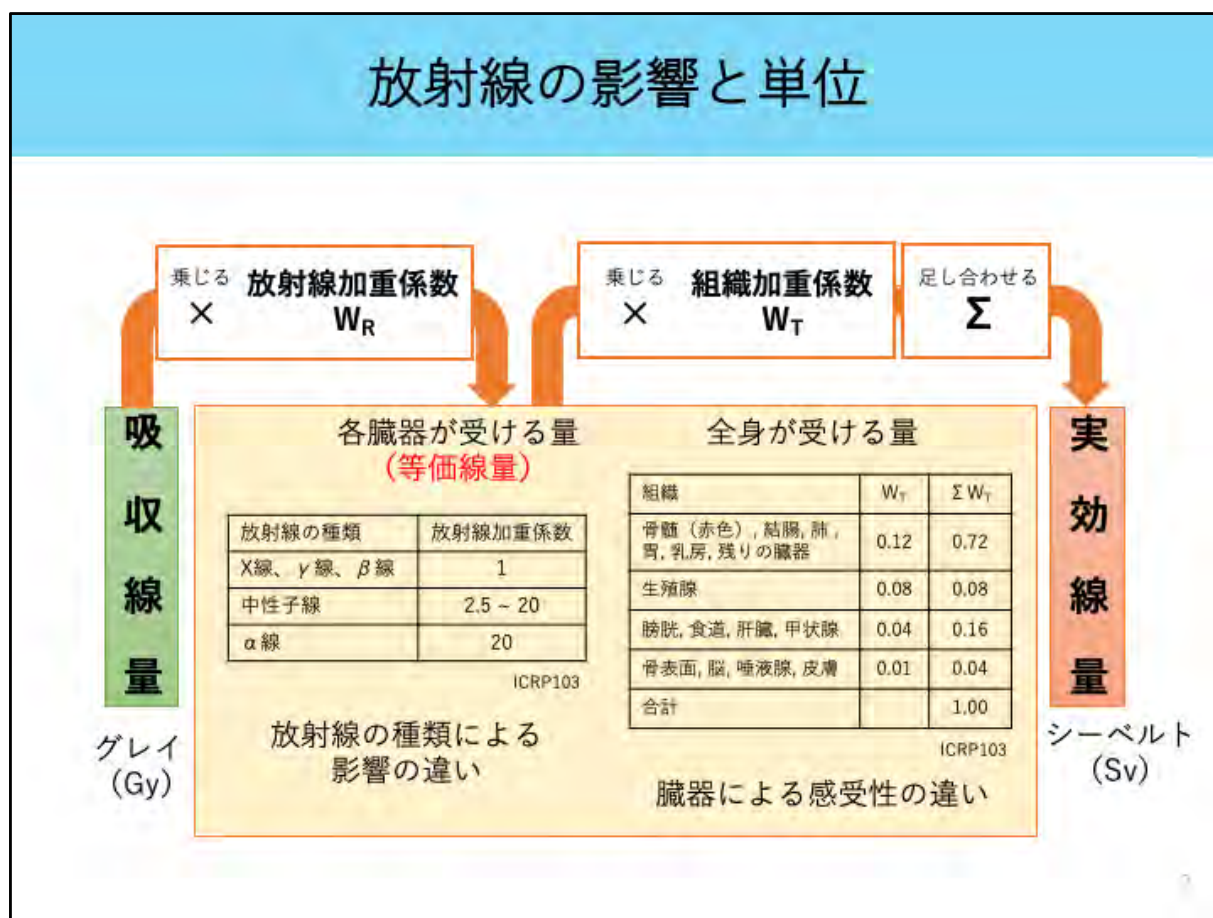 放射線の影響と単位
乗じる
×
放射線加重係数
WR
乗じる
×
組織加重係数
WT
足し合わせる
Σ
吸収線量
グレイ
(Gy)
各臓器が受ける量
(等価線量)
放射線の種類 放射線加重係数
X線、γ線、β線 1
中性子線 2.5 ~ 20
α線 20
ICRP103
放射線の種類による
影響の違い
全身が受ける量
組織 WT ΣWT
骨髄（赤色）, 結腸, 肺,
胃, 乳房, 残りの臓器 0.12 0.72
生殖腺 0.08 0.08
膀胱, 食道, 肝臓, 甲状腺 0.04 0.16
骨表面, 脳, 唾液腺, 皮膚 0.01 0.04
合計 1.00
ICRP103
臓器による感受性の違い
実効線量
シーベルト
(Sv)